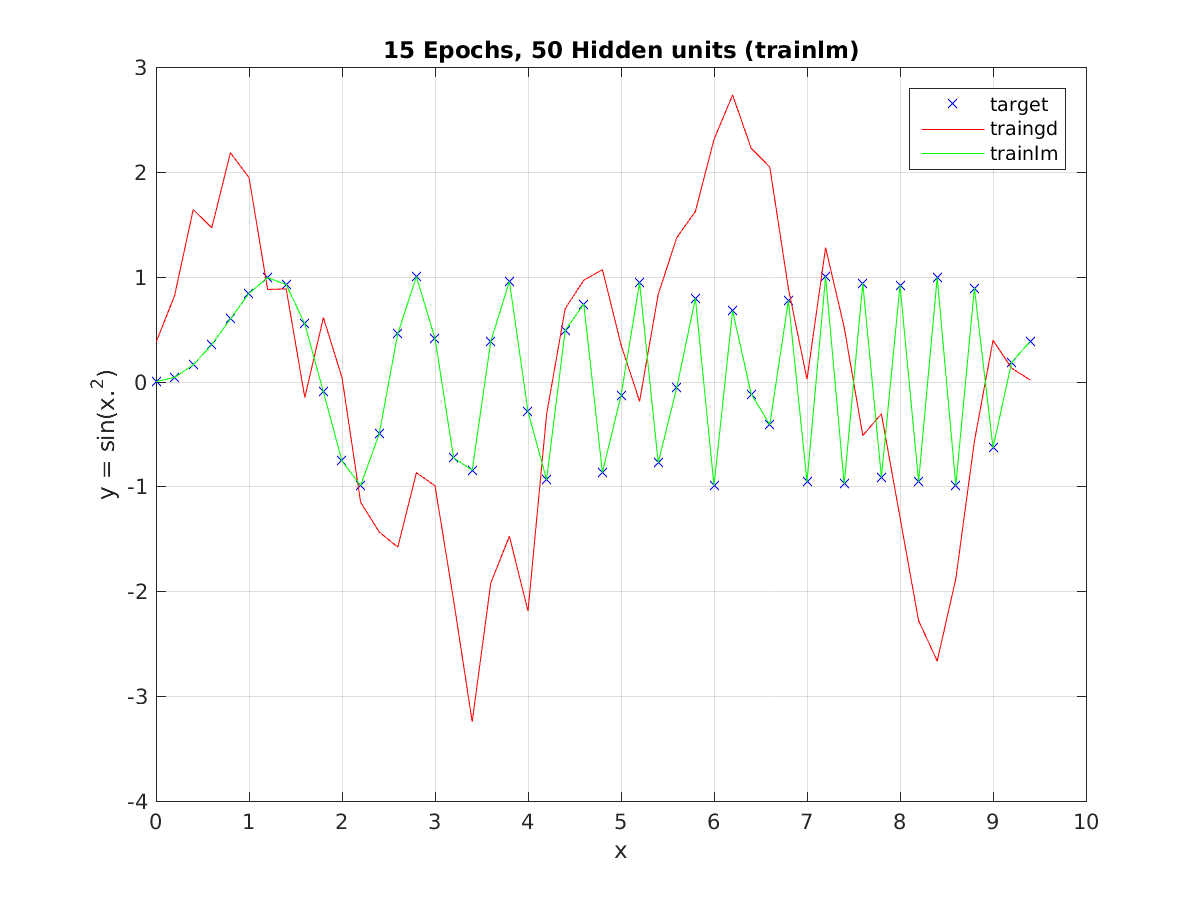 15 Epochs, 50 Hidden units (trainlm)
target
traingd
trainlm
3
2
1
0
-1
-2
-3
-4
y = sin(x.²)
0 1 2 3 4 5 6 7 8 9 10
x